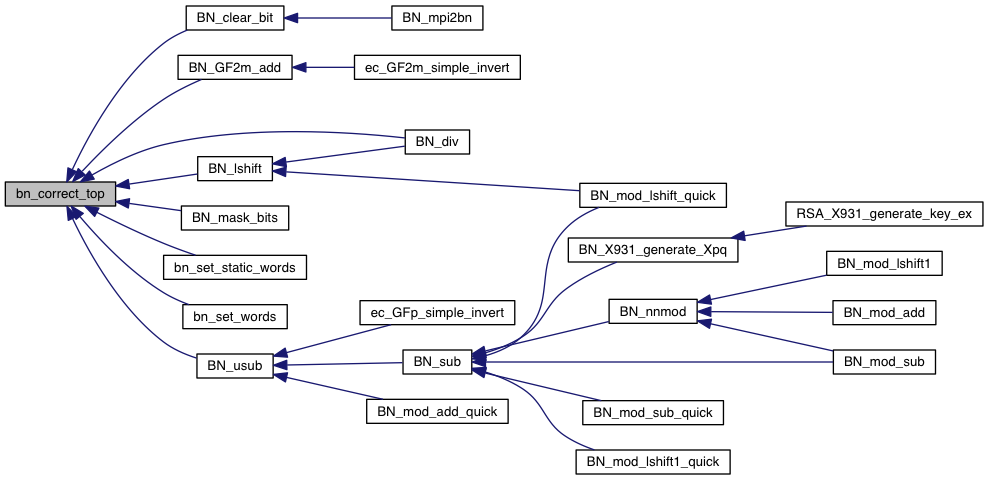 BN_clear_bit
BN_mpi2bn
BN_GF2m_add
ec_GF2m_simple_invert
BN_div
BN_lshift
bn_correct_top
BN_mod_lshift_quick
BN_mask_bits
RSA_X931_generate_key_ex
BN_X931_generate_Xpq
bn_set_static_words
BN_mod_lshift1
bn_set_words
ec_GFp_simple_invert
BN_nnmod
BN_mod_add
BN_usub
BN_sub
BN_mod_sub
BN_mod_add_quick
BN_mod_sub_quick
BN_mod_lshift1_quick